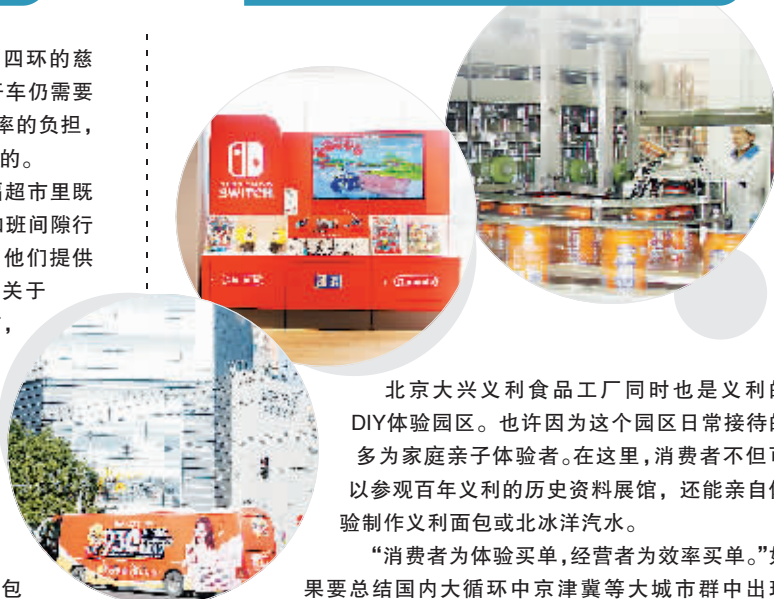 四环的慈
车仍需要
率的负担，
的。
超市里既
班间隙行
他们提供
关于
，
包
SWITCH
北京大兴义利食品工厂同时也是义利的
DIY体验园区。也许因为这个园区日常接待的
多为家庭亲子体验者。在这里，消费者不但可
以参观百年义利的历史资料展馆，还能亲自体
验制作义利面包或北冰洋汽水。
“消费者为体验买单，经营者为效率买单。”如
果要总结国内大循环中京津冀等大城市群中出现